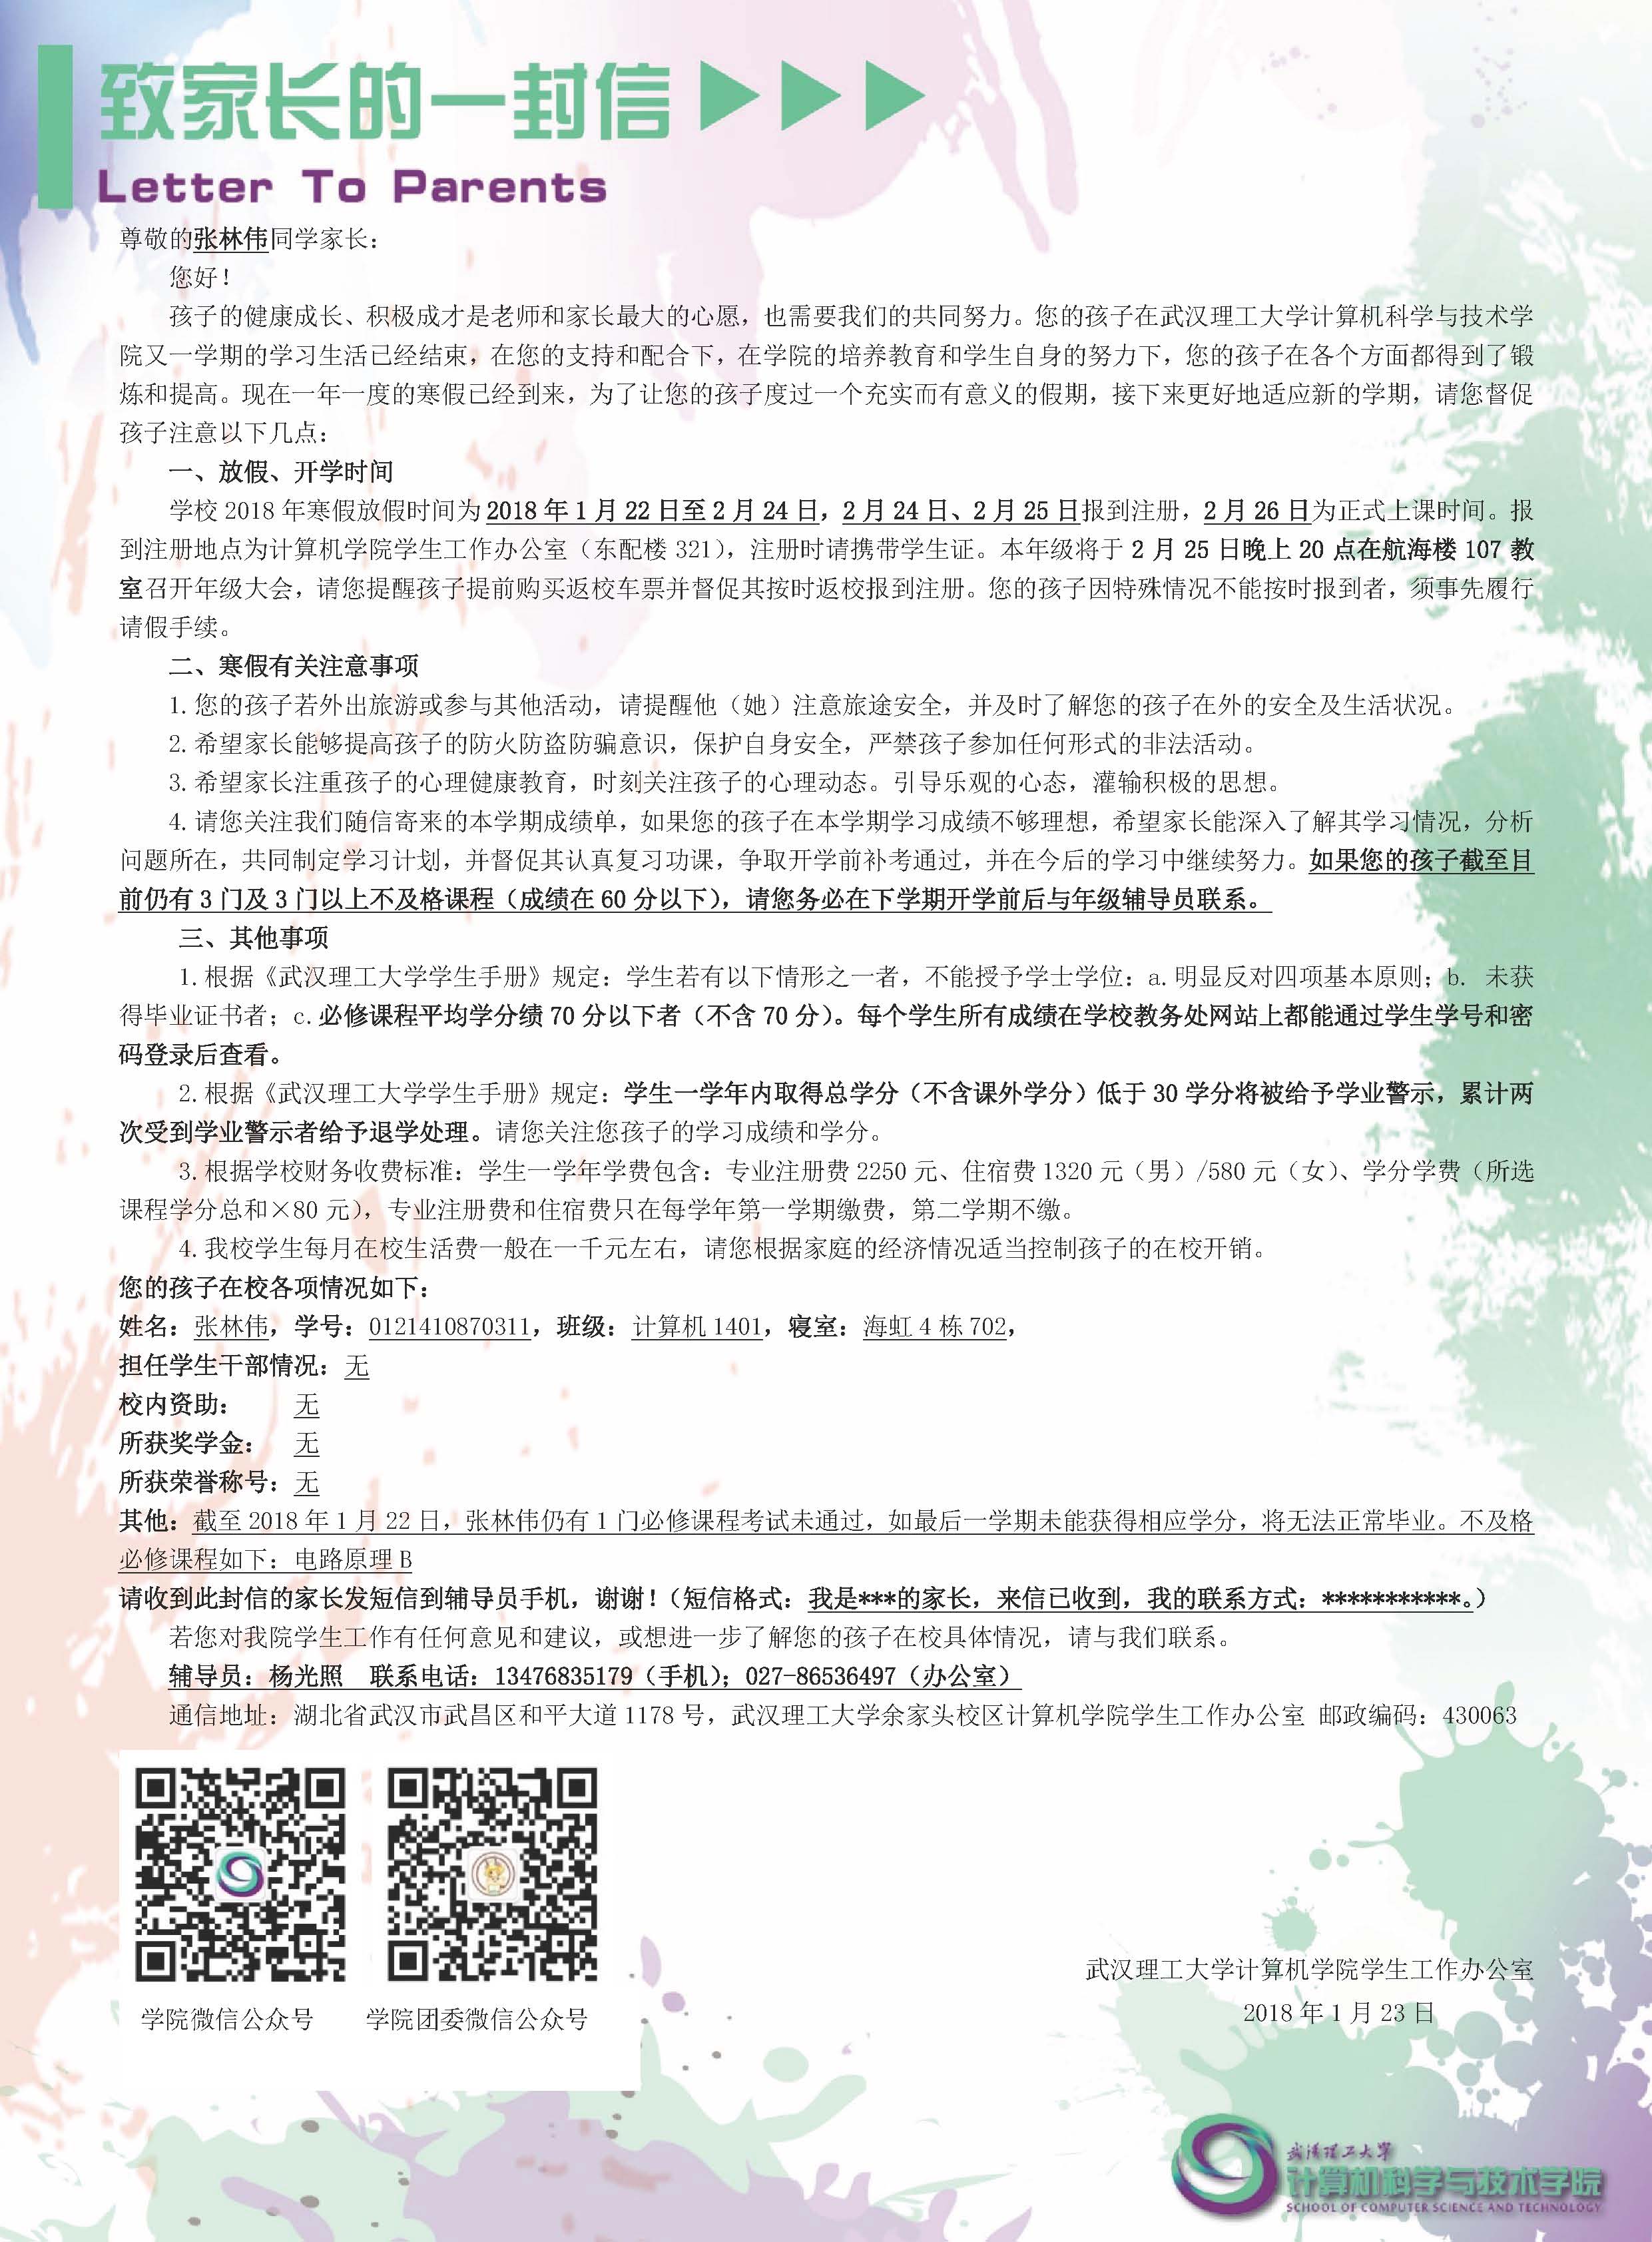 致家长的一封信
Letter To Parents
尊敬的张林伟同学家长：
您好！
孩子的健康成长、积极成才是老师和家长最大的心愿，也需要我们的共同努力。您的孩子在武汉理工大学计算机科学与技术学
院又一学期的学习生活已经结束，在您的支持和配合下，在学院的培养教育和学生自身的努力下，您的孩子在各个方面都得到了锻
炼和提高。现在一年一度的寒假已经到来，为了让您的孩子度过一个充实而有意义的假期，接下来更好地适应新的学期，请您督促
孩子注意以下几点：
一、放假、开学时间
学校 2018 年寒假放假时间为 2018 年 1 月 22 日至 2 月 24 日，2 月 24 日、2 月 25 日报到注册，2 月 26 日为正式上课时间。报
到注册地点为计算机学院学生工作办公室（东配楼 321），注册时请携带学生证。本年级将于 2 月 25 日晚上 20 点在航海楼 107 教
室召开年级大会，请您提醒孩子提前购买返校车票并督促其按时返校报到注册。您的孩子因特殊情况不能按时报到者，须事先履行
请假手续。
二、寒假有关注意事项
1. 您的孩子若外出旅游或参与其他活动，请提醒他（她）注意旅途安全，并及时了解您的孩子在外的安全及生活状况。
2. 希望家长能够提高孩子的防火防盗防骗意识，保护自身安全，严禁孩子参加任何形式的非法活动。
3. 希望家长注重孩子的心理健康教育，时刻关注孩子的心理动态。引导乐观的心态，灌输积极的思想。
4. 请您关注我们随信寄来的本学期成绩单，如果您的孩子在本学期学习成绩不够理想，希望家长能深入了解其学习情况，分析
问题所在，共同制定学习计划，并督促其认真复习功课，争取开学前补考通过，并在今后的学习中继续努力。如果您的孩子截至目
前仍有 3 门及 3 门以上不及格课程（成绩在 60 分以下），请您务必在下学期开学前后与年级辅导员联系。
三、其他事项
1. 根据《武汉理工大学学生手册》规定：学生若有以下情形之一者，不能授予学士学位：a. 明显反对四项基本原则；b. 未获
得毕业证书者；c. 必修课程平均学分绩 70 分以下者（不含 70 分）。每个学生所有成绩在学校教务处网站上都能通过学生学号和密
码登录后查看。
2. 根据《武汉理工大学学生手册》规定：学生一学年内取得总学分（不含课外学分）低于 30 学分将被给予学业警示，累计两
次受到学业警示者给予退学处理。请您关注您孩子的学习成绩和学分。
3. 根据学校财务收费标准：学生一学年学费包含：专业注册费 2250 元、住宿费 1320 元（男）/580 元（女）、学分学费（所选
课程学分总和×80 元），专业注册费和住宿费只在每学年第一学期缴费，第二学期不缴。
4. 我校学生每月在校生活费一般在一千元左右，请您根据家庭的经济情况适当控制孩子的在校开销。
您的孩子在校各项情况如下：
姓名：张林伟，学号：0121410870311，班级：计算机 1401，寝室：海虹 4 栋 702，
担任学生干部情况：无
校内资助： 无
所获奖学金： 无
所获荣誉称号：无
其他：截至 2018 年 1 月 22 日，张林伟仍有 1 门必修课程考试未通过，如最后一学期未能获得相应学分，将无法正常毕业。不及格
必修课程如下：电路原理 B
请收到此封信的家长发短信到辅导员手机，谢谢！（短信格式：我是***的家长，来信已收到，我的联系方式：***********。）
若您对我院学生工作有任何意见和建议，或想进一步了解您的孩子在校具体情况，请与我们联系。
辅导员：杨光照 联系电话：13476835179（手机）；027-86536497（办公室）
通信地址：湖北省武汉市武昌区和平大道 1178 号，武汉理工大学余家头校区计算机学院学生工作办公室 邮政编码：430063
学院微信公众号 学院团委微信公众号
武汉理工大学计算机学院学生工作办公室
2018 年 1 月 23 日
武汉理工大学
计算机科学与技术学院
SCHOOL OF COMPUTER SCIENCE AND TECHNOLOGY